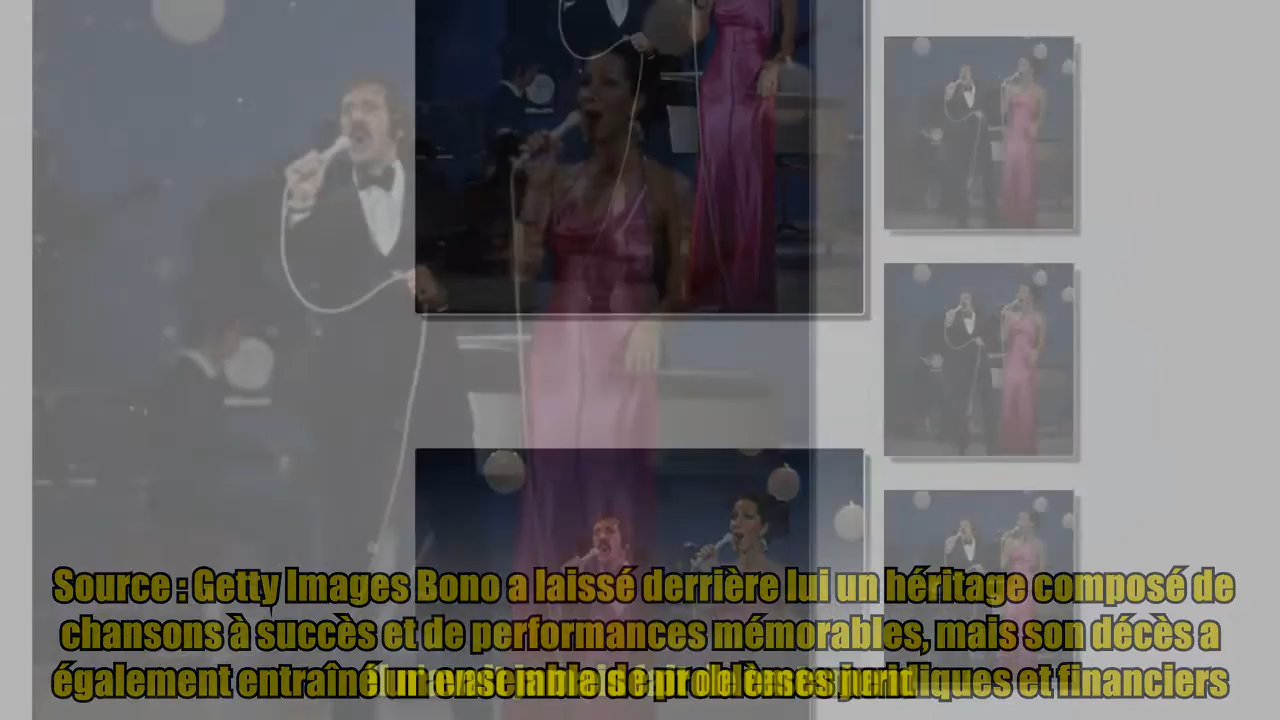 Source : Getty Images Bono a laissé derrière lui un héritage composé de
chansons à succès et de performances mémorables, mais son décès a
également entraîné un ensemble de problèmes juridiques et financiers